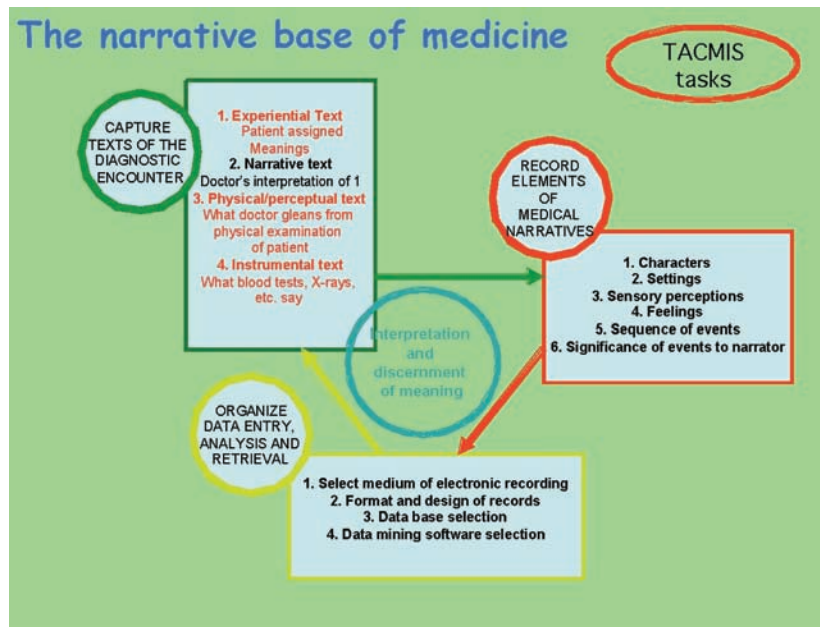 The narrative base of medicine
TACMIS
tasks
CAPTURE
TEXTS OF THE
DIAGNOSTIC
ENCOUNTER
1. Experiential Text
Patient assigned
Meanings
2. Narrative text
Doctor's interpretation of 1
3. Physical/perceptual text
What doctor gleans from
physical examination
of patient
4. Instrumental text
What blood tests, X-rays,
etc. say
RECORD
ELEMENTS
OF
MEDICAL
NARRATIVES
1. Characters
2. Settings
3. Sensory perceptions
4. Feelings
5. Sequence of events
6. Significance of events to narrator
Interpretation
and
discernment
of meaning
ORGANIZE
DATA ENTRY,
ANALYSIS AND
RETRIEVAL
1. Select medium of electronic recording
2. Format and design of records
3. Data base selection
4. Data mining software selection